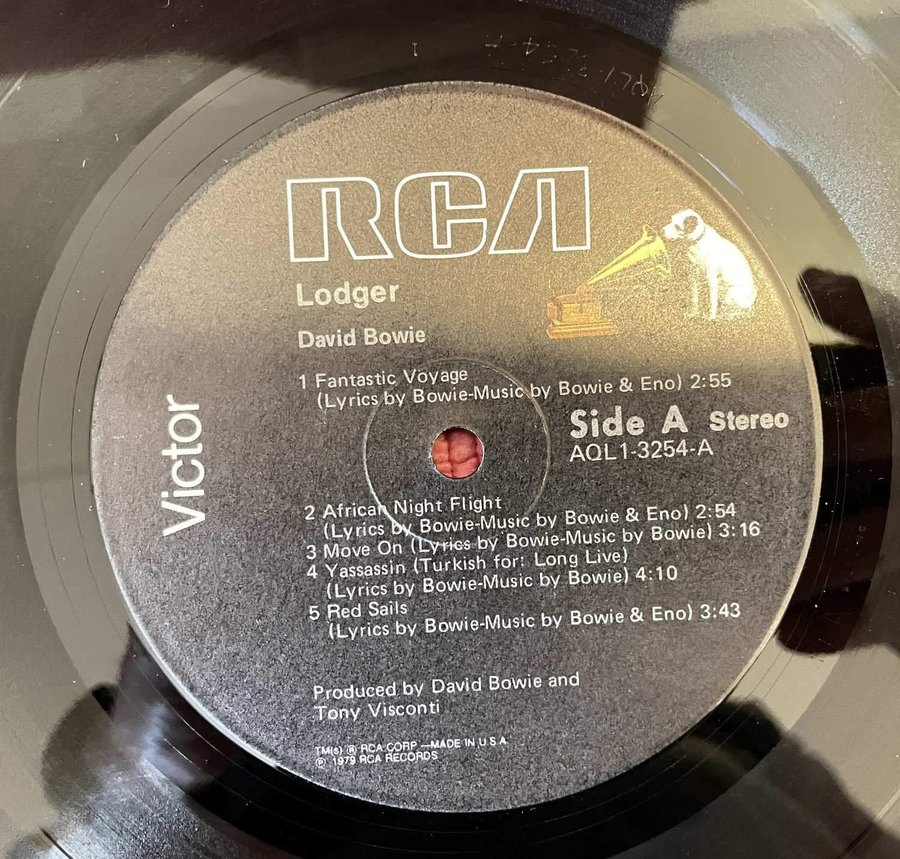 RCA
Lodger
David Bowie
1 Fantastic Voyage
(Lyrics by Bowie-Music by Bowie & Eno) 2:55
Side A Stereo
AQL1-3254-A
Victor
2 African Night Flight
(Lyrics by Bowie-Music by Bowie & Eno) 2:54
3 Move On (Lyrics by Bowie-Music by Bowie) 3:16
4 Yassassin (Turkish for: Long Live)
(Lyrics by Bowie-Music by Bowie) 4:10
5 Red Sails
(Lyrics by Bowie-Music by Bowie & Eno) 3:43
Produced by David Bowie and
Tony Visconti
TM(s) ® RCA CORP —MADE IN U S A
℗ 1979 RCA RECORDS